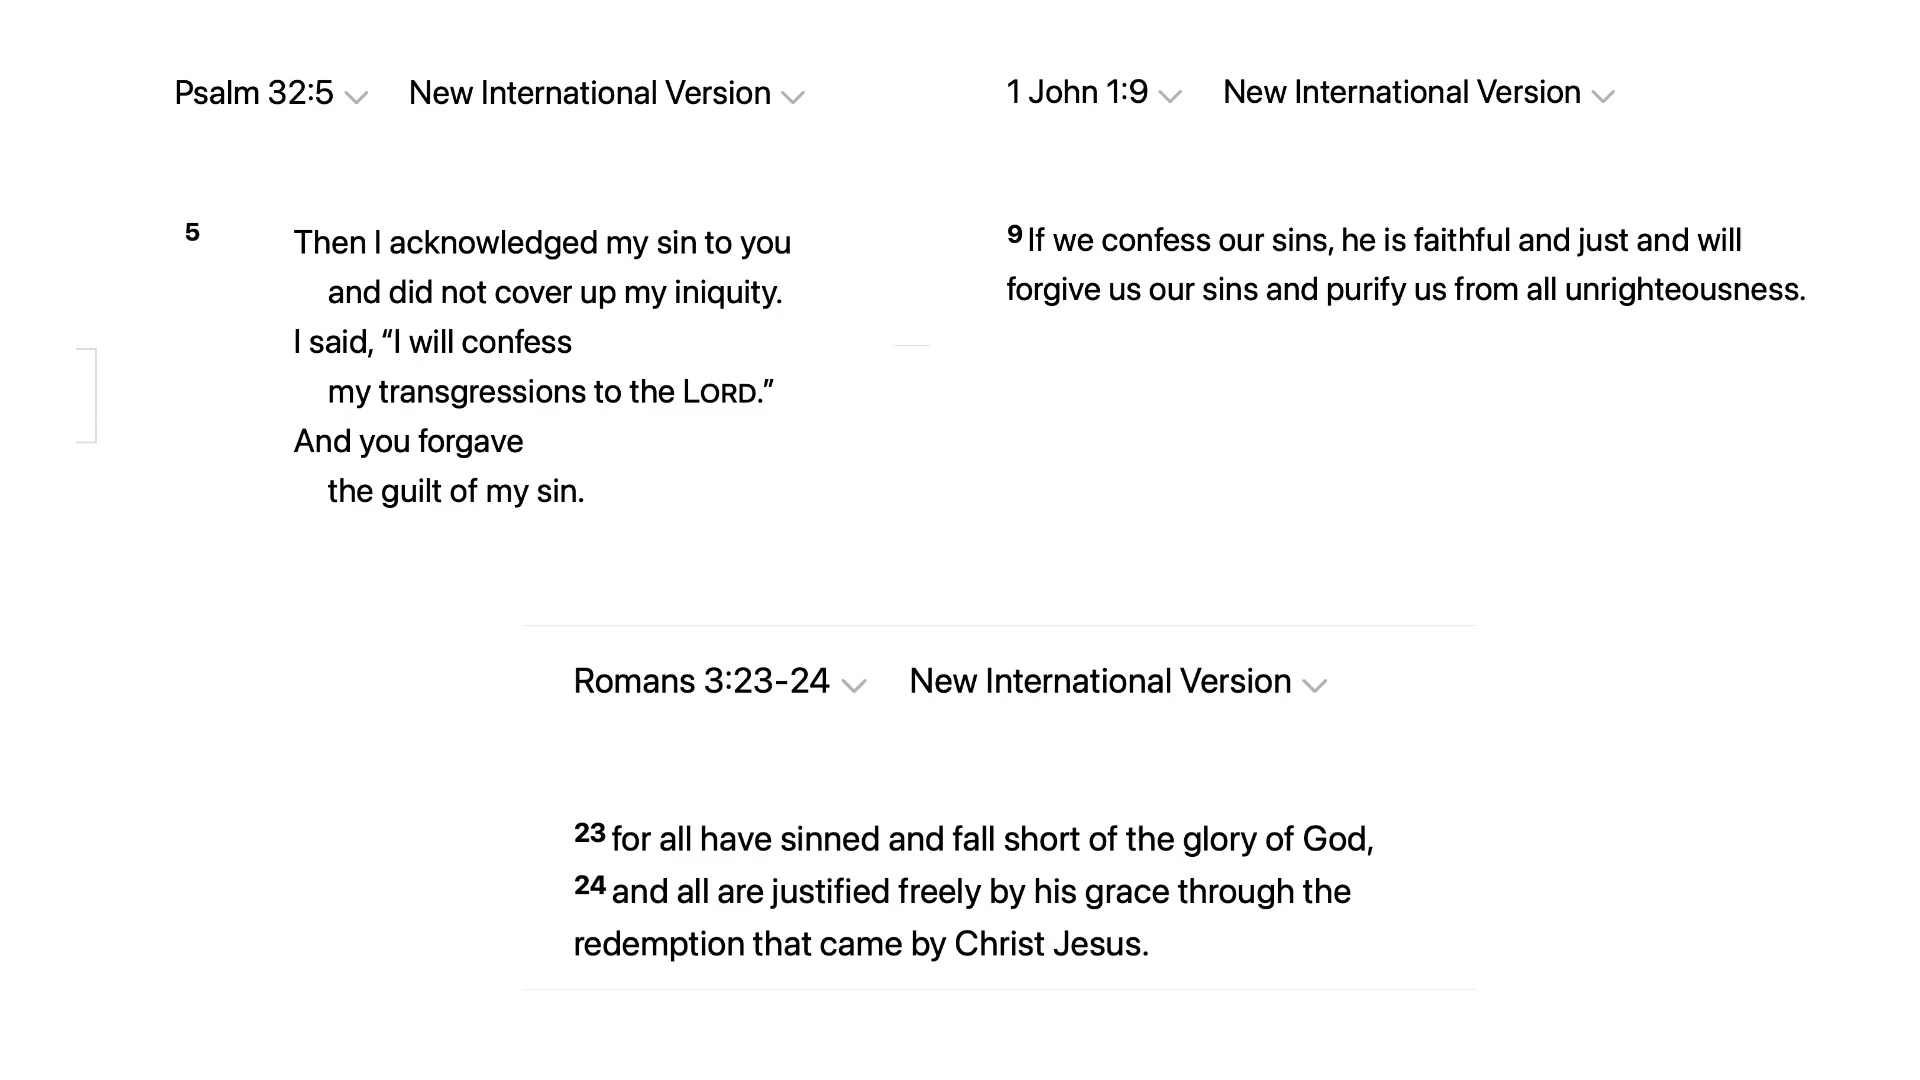 Psalm 32:5 New International Version
5 Then I acknowledged my sin to you
and did not cover up my iniquity.
I said, “I will confess
my transgressions to the LORD.”
And you forgave
the guilt of my sin.
1 John 1:9 New International Version
9 If we confess our sins, he is faithful and just and will
forgive us our sins and purify us from all unrighteousness.
Romans 3:23-24 New International Version
23 for all have sinned and fall short of the glory of God,
24 and all are justified freely by his grace through the
redemption that came by Christ Jesus.